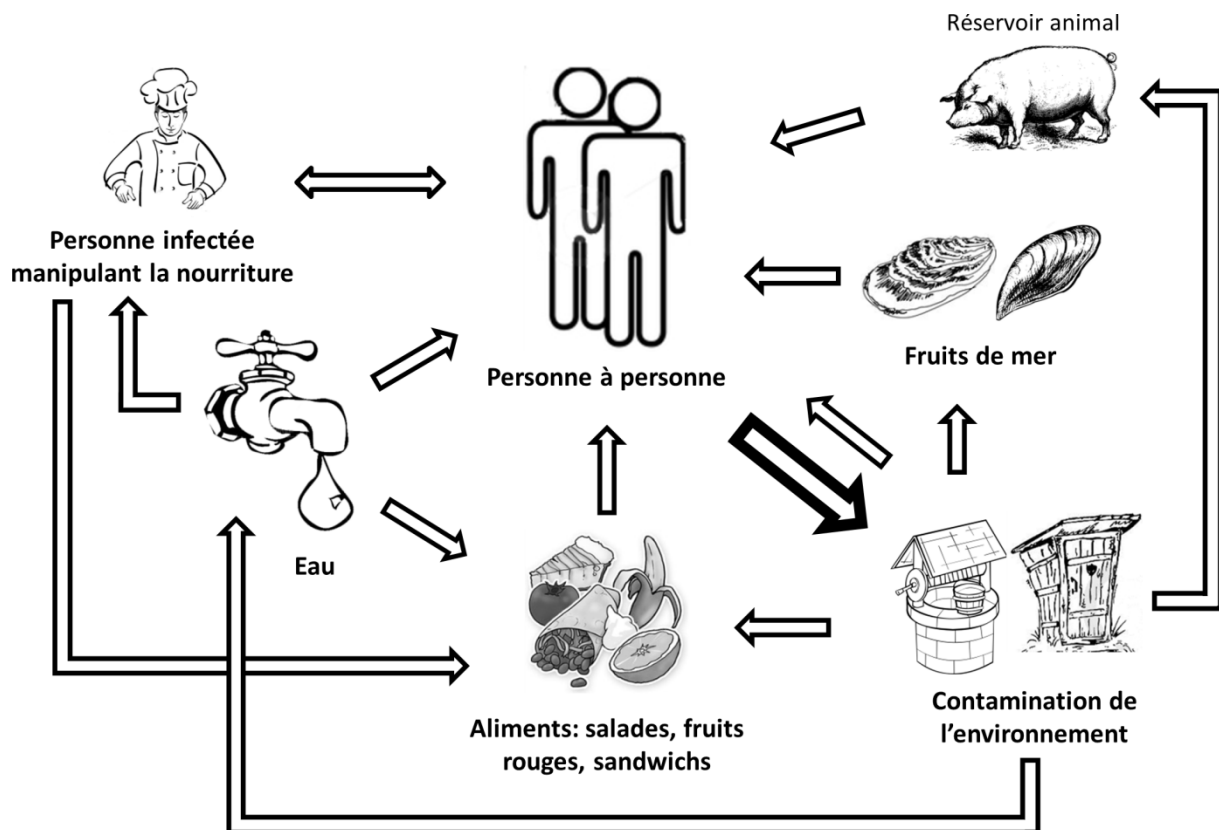 Réservoir animal
Personne infectée
manipulant la nourriture
Personne à personne
Fruits de mer
Eau
Aliments: salades, fruits
rouges, sandwichs
Contamination de
l'environnement